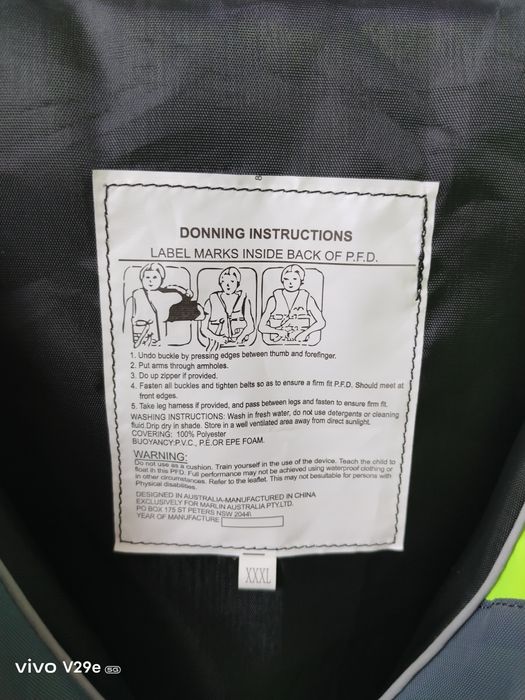 DONNING INSTRUCTIONS
LABEL MARKS INSIDE BACK OF P.F.D.
1. Undo buckle by pressing edges between thumb and forefinger.
2. Put arms through armholes.
3. Do up zipper if provided.
4. Fasten all buckles and tighten belts so as to ensure a firm fit P.F.D. Should meet at
front edges.
5. Take leg harness if provided, and pass between legs and fasten to ensure firm fit.
WASHING INSTRUCTIONS: Wash in fresh water, do not use detergents or cleaning
fluid.Drip dry in shade. Store in a well ventilated area away from direct sunlight.
COVERING: 100% Polyester
BUOYANCY:P.V.C., P.E.OR EPE FOAM.
WARNING:
Do not use as a cushion. Train yourself in the use of the device. Teach the child to
float in this PFD. Full performance may not be achieved using waterproof clothing or
in other circumstances. Refer to the leaflet. This may not besuitable for persons with
Physical disabilities.
DESIGNED IN AUSTRALIA-MANUFACTURED IN CHINA
EXCLUSIVELY FOR MARLIN AUSTRALIA PTY.LTD.
PO BOX 175 ST PETERS NSW 2044\
YEAR OF MANUFACTURE
XXXL
vivo V29e 5G